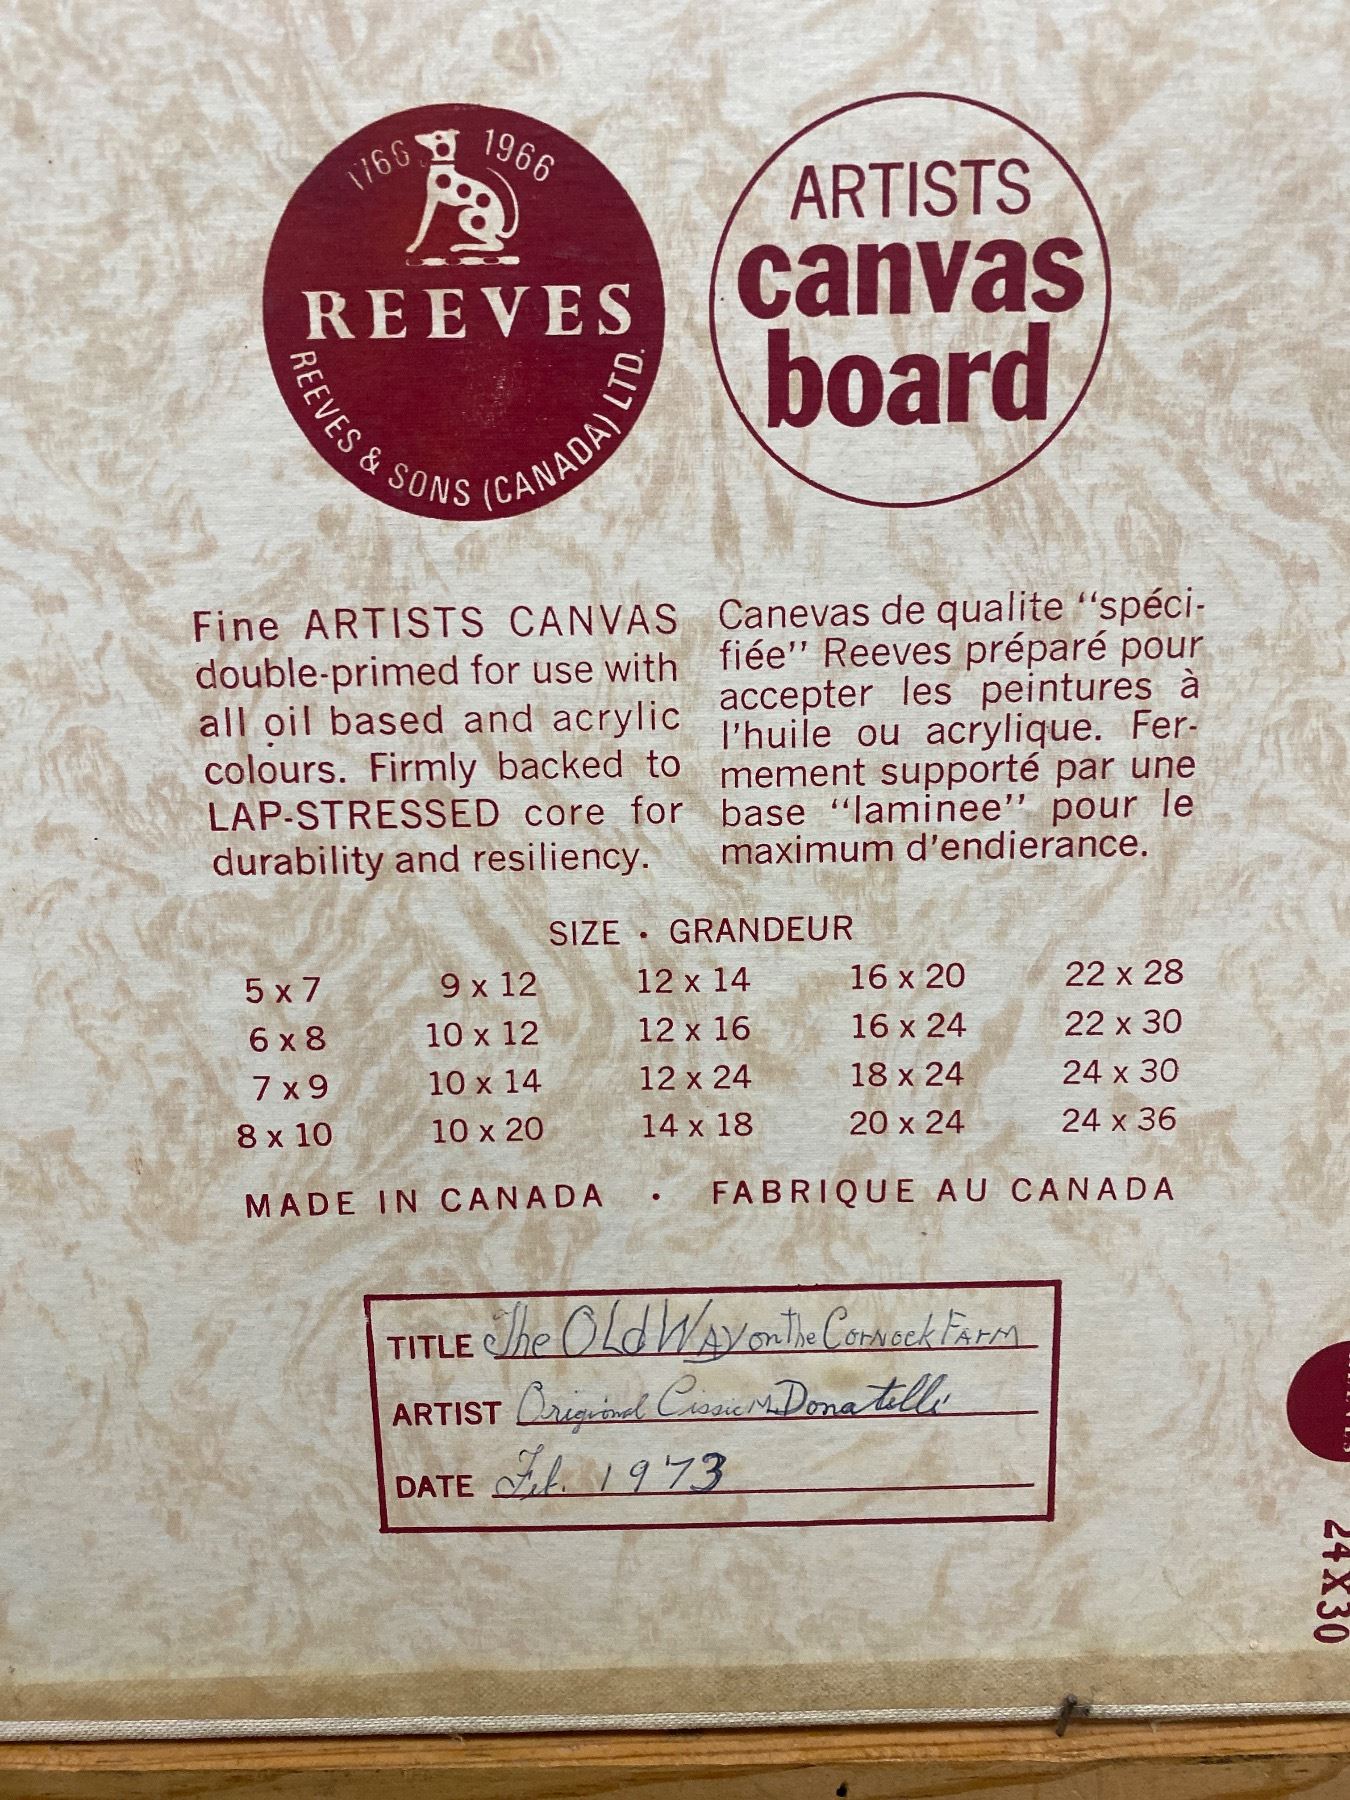 1766 1966
REEVES
REEVES & SONS (CANADA) LTD.
ARTISTS
canvas
board
Fine ARTISTS CANVAS
double-primed for use with
all oil based and acrylic
colours. Firmly backed to
LAP-STRESSED core for
durability and resiliency.
Canevas de qualite "spéci-
fiée" Reeves préparé pour
accepter les peintures à
l'huile ou acrylique. Fer-
mement supporté par une
base "laminee" pour le
maximum d'endierance.
SIZE · GRANDEUR
5 x 7 9 x 12 12 x 14 16 x 20 22 x 28
6 x 8 10 x 12 12 x 16 16 x 24 22 x 30
7 x 9 10 x 14 12 x 24 18 x 24 24 x 30
8 x 10 10 x 20 14 x 18 20 x 24 24 x 36
MADE IN CANADA · FABRIQUE AU CANADA
TITLE The OLd WAy on the CorNock FArM
ARTIST Origional Cissie M Donatelli
DATE Feb. 1973
24X30